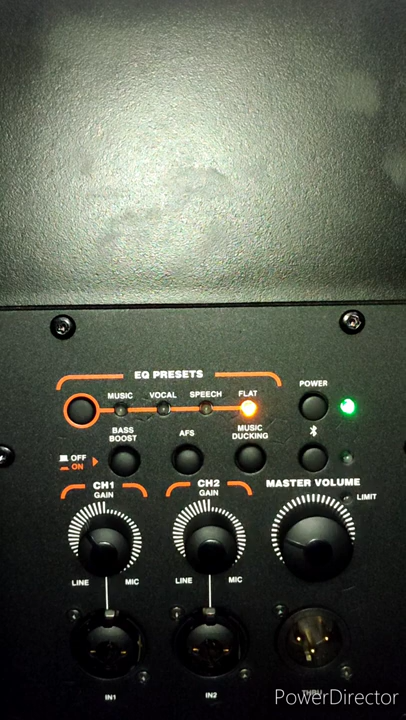 EQ PRESETS
MUSIC VOCAL SPEECH FLAT
POWER
BASS BOOST
AFS
MUSIC DUCKING
OFF
ON
CH1 GAIN
CH2 GAIN
MASTER VOLUME
LIMIT
LINE MIC
LINE MIC
IN1
IN2
THRU
PowerDirector